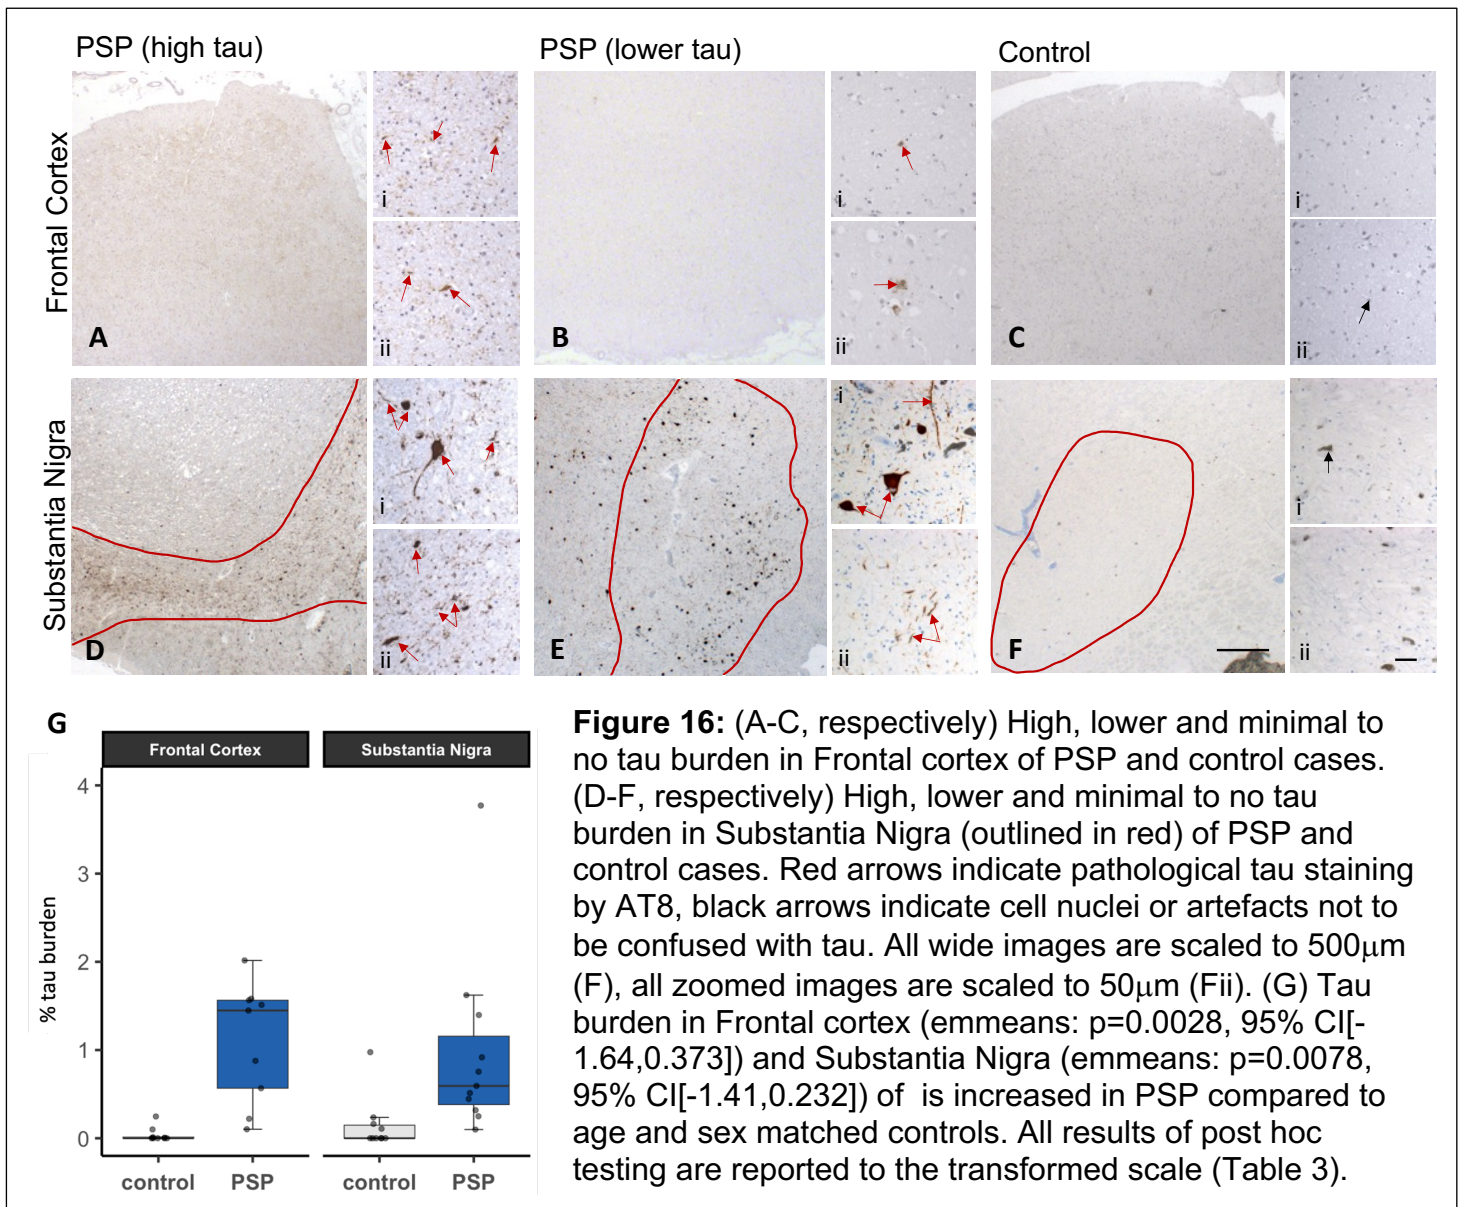 PSP (high tau)
PSP (lower tau)
Control
Frontal Cortex
A
i
ii
B
i
ii
C
i
ii
Substantia Nigra
D
i
ii
E
i
ii
F
i
ii
G
Frontal Cortex
Substantia Nigra
% tau burden
4
3
2
1
0
control
PSP
control
PSP
Figure 16: (A-C, respectively) High, lower and minimal to
no tau burden in Frontal cortex of PSP and control cases.
(D-F, respectively) High, lower and minimal to no tau
burden in Substantia Nigra (outlined in red) of PSP and
control cases. Red arrows indicate pathological tau staining
by AT8, black arrows indicate cell nuclei or artefacts not to
be confused with tau. All wide images are scaled to 500μm
(F), all zoomed images are scaled to 50μm (Fii). (G) Tau
burden in Frontal cortex (emmeans: p=0.0028, 95% CI[-
1.64,0.373]) and Substantia Nigra (emmeans: p=0.0078,
95% CI[-1.41,0.232]) of  is increased in PSP compared to
age and sex matched controls. All results of post hoc
testing are reported to the transformed scale (Table 3).